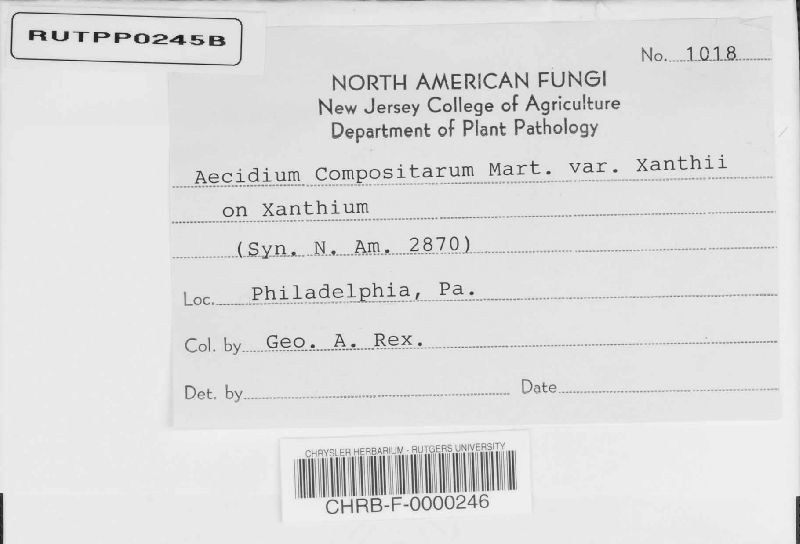 RUTPP0245B
No. 1018
NORTH AMERICAN FUNGI
New Jersey College of Agriculture
Department of Plant Pathology
Aecidium Compositarum Mart. var. Xanthii
on Xanthium
(Syn. N. Am. 2870)
Loc. Philadelphia, Pa.
Col. by Geo. A. Rex.
Det. by Date
CHRYSLER HERBARIUM - RUTGERS UNIVERSITY
CHRB-F-0000246